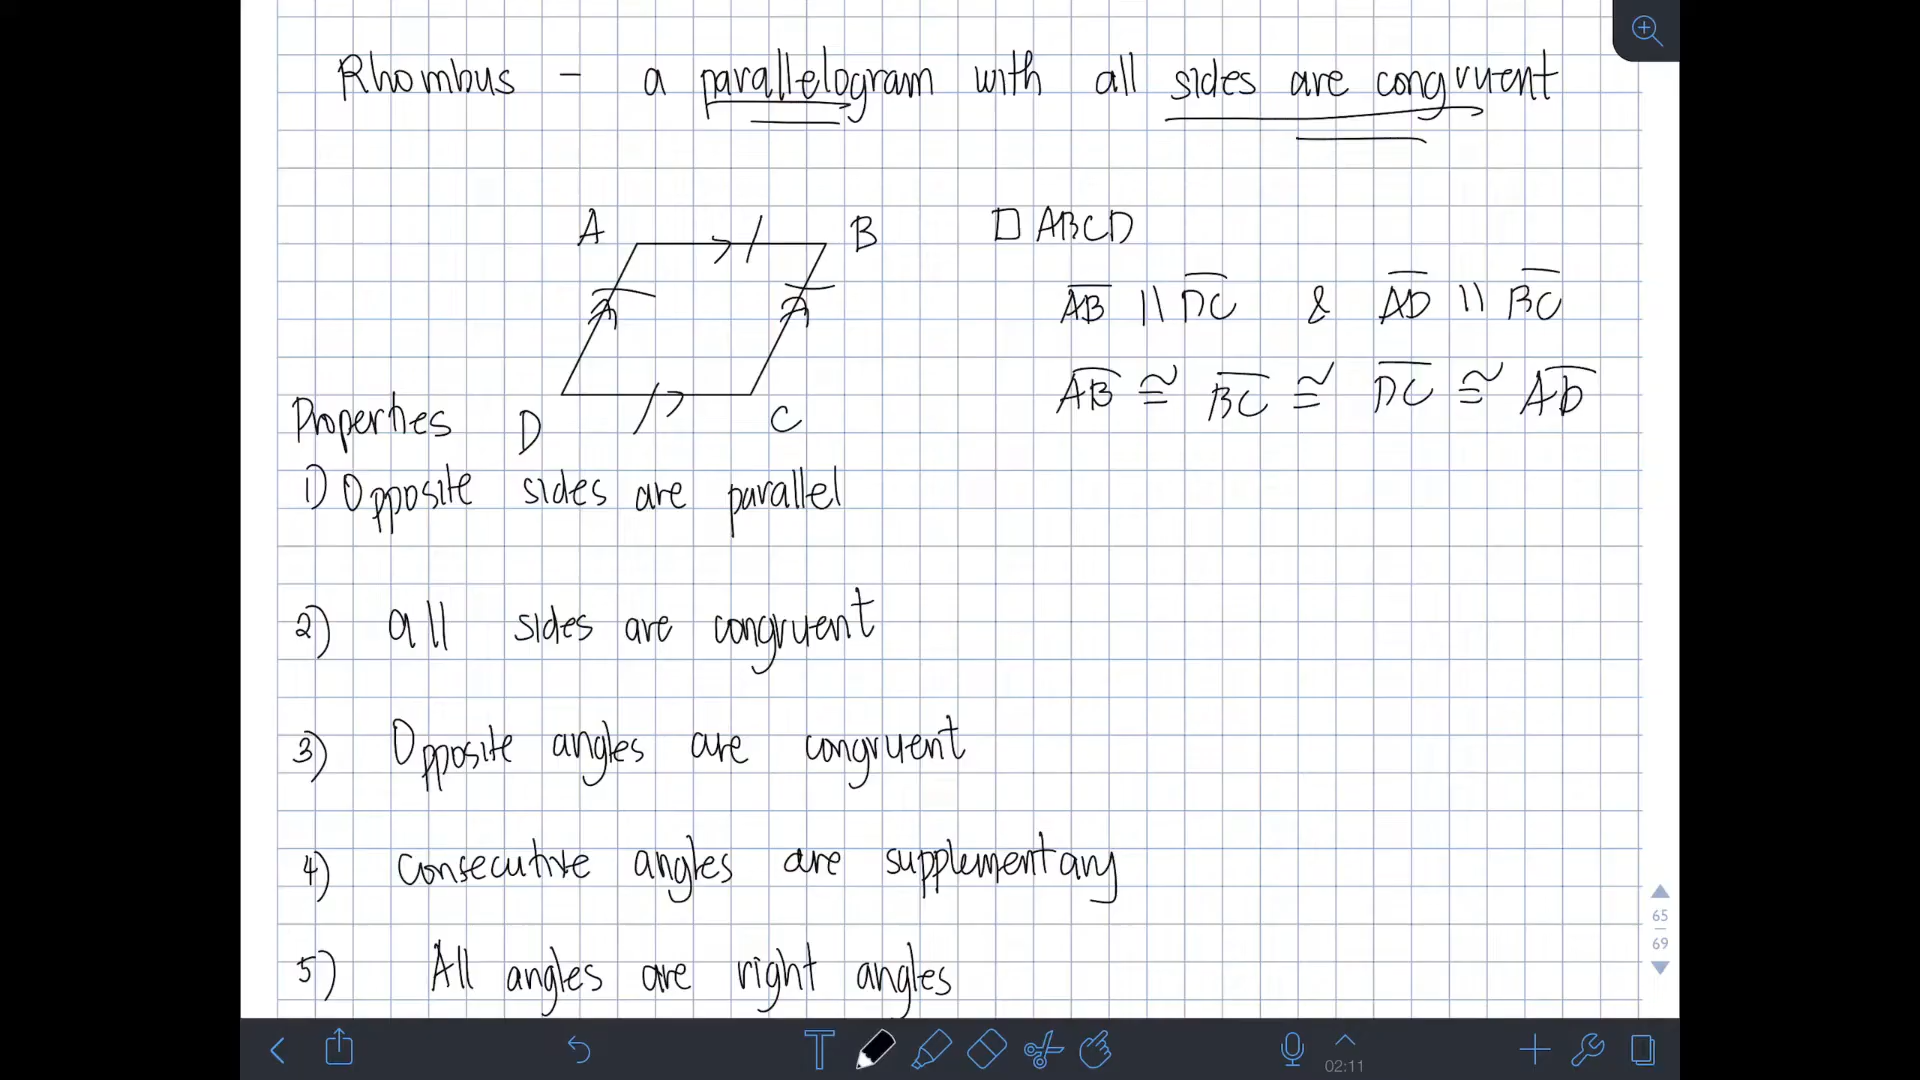 Rhombus - a parallelogram with all sides are congruent
A B □ ABCD
AB || DC & AD || BC
AB ≅ BC ≅ DC ≅ AD
Properties D C
1) Opposite sides are parallel
2) all sides are congruent
3) Opposite angles are congruent
4) Consecutive angles are supplementary
5) All angles are right angles
65
69
T
02:11